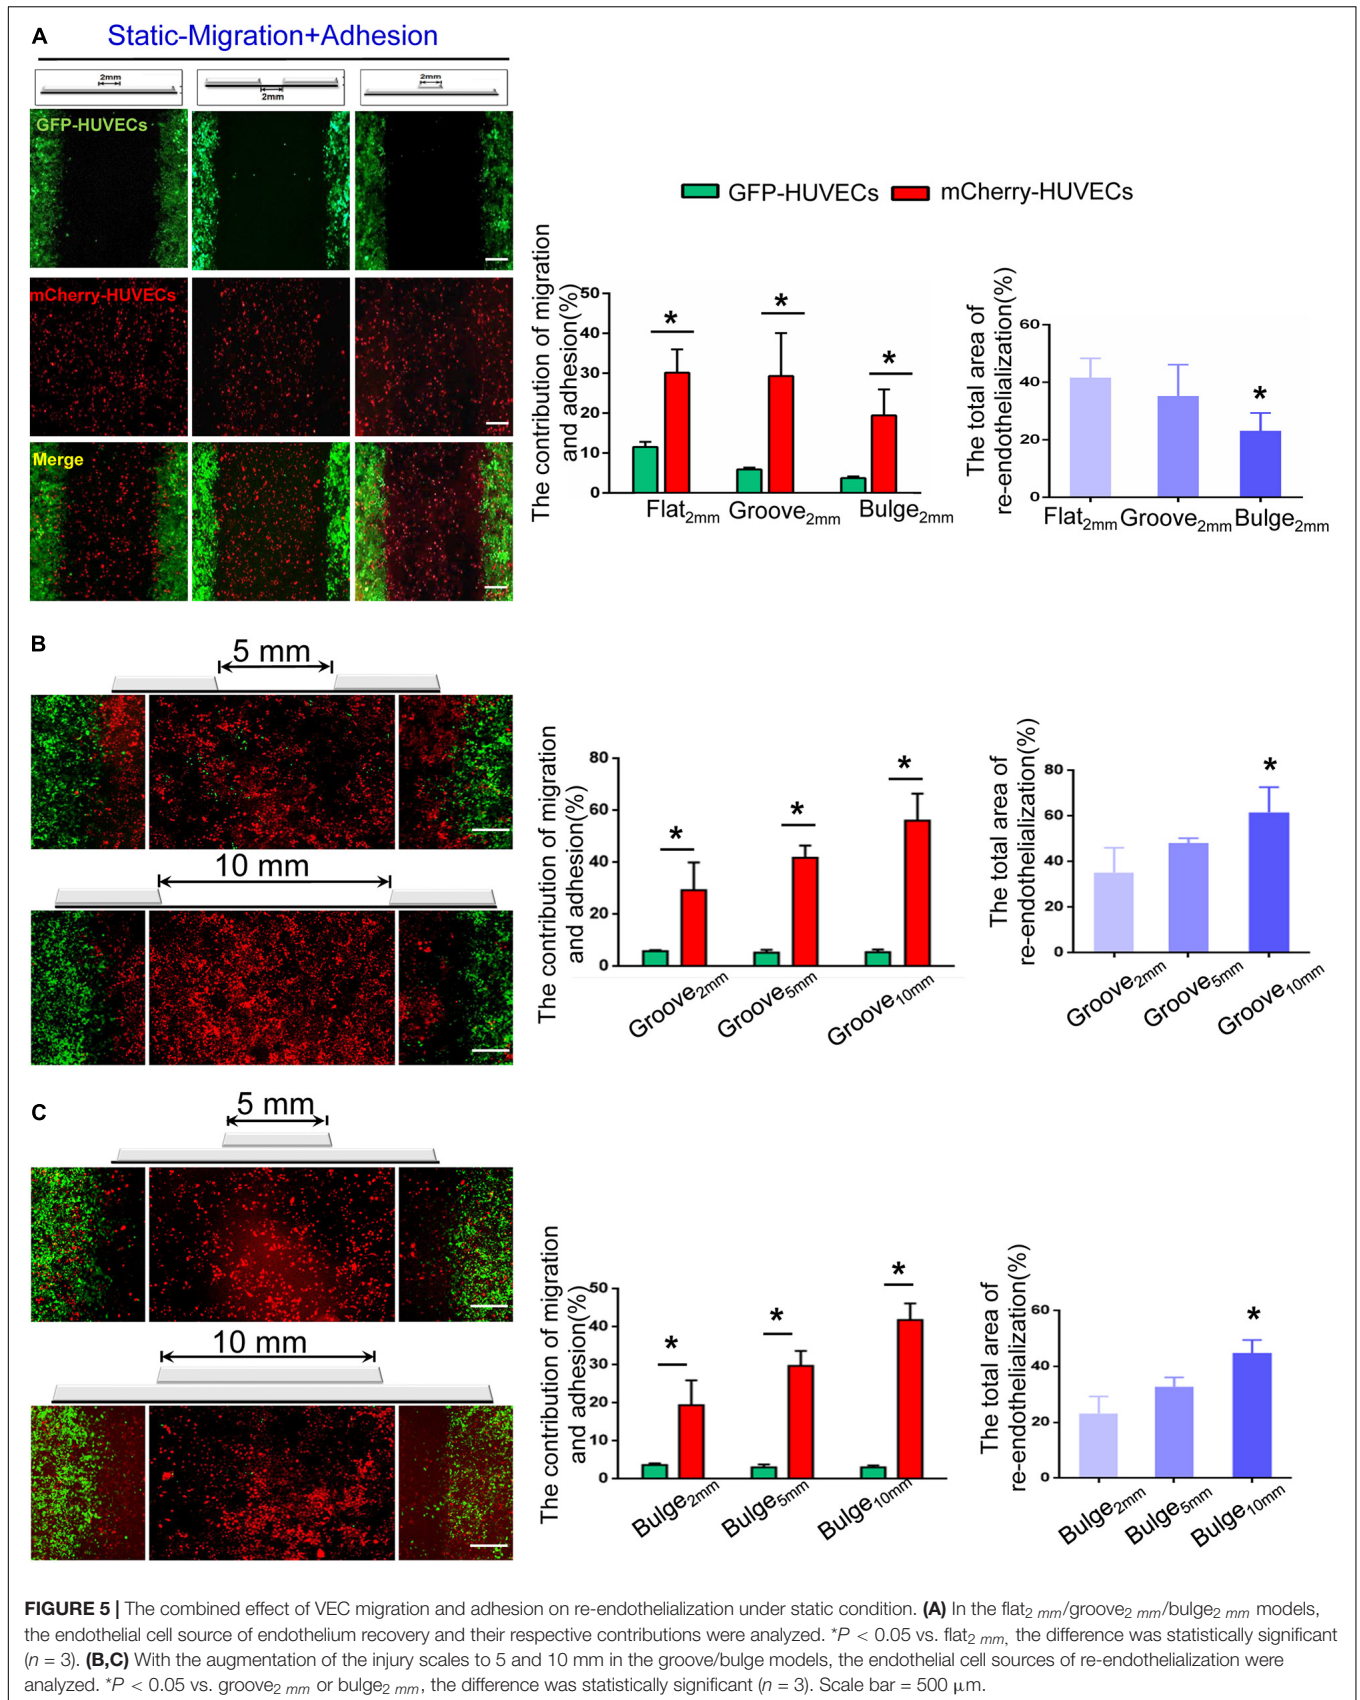 A
Static-Migration+Adhesion
2mm
2mm
2mm
GFP-HUVECs
mCherry-HUVECs
Merge
GFP-HUVECs
mCherry-HUVECs
The contribution of migration
and adhesion(%)
50
40
30
20
10
0
*
*
*
Flat2mm
Groove2mm
Bulge2mm
The total area of
re-endothelialization(%)
60
40
20
0
*
Flat2mm
Groove2mm
Bulge2mm
B
5 mm
10 mm
The contribution of migration
and adhesion(%)
80
60
40
20
0
*
*
*
Groove2mm
Groove5mm
Groove10mm
The total area of
re-endothelialization(%)
80
60
40
20
0
*
Groove2mm
Groove5mm
Groove10mm
C
5 mm
10 mm
The contribution of migration
and adhesion(%)
50
40
30
20
10
0
*
*
*
Bulge2mm
Bulge5mm
Bulge10mm
The total area of
re-endothelialization(%)
60
40
20
0
*
Bulge2mm
Bulge5mm
Bulge10mm
FIGURE 5 | The combined effect of VEC migration and adhesion on re-endothelialization under static condition. (A) In the flat2 mm/groove2 mm/bulge2 mm models,
the endothelial cell source of endothelium recovery and their respective contributions were analyzed. *P < 0.05 vs. flat2 mm, the difference was statistically significant
(n = 3). (B,C) With the augmentation of the injury scales to 5 and 10 mm in the groove/bulge models, the endothelial cell sources of re-endothelialization were
analyzed. *P < 0.05 vs. groove2 mm or bulge2 mm, the difference was statistically significant (n = 3). Scale bar = 500 μm.